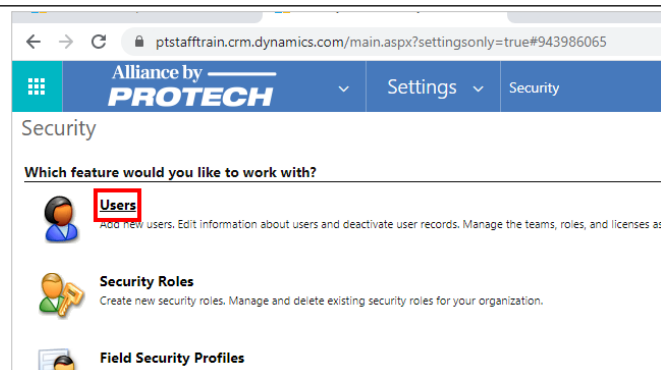 ptstafftrain.crm.dynamics.com/main.aspx?settingsonly=true#943986065
Alliance by
PROTECH
Settings
Security
Security
Which feature would you like to work with?
Users
Add new users. Edit information about users and deactivate user records. Manage the teams, roles, and licenses as
Security Roles
Create new security roles. Manage and delete existing security roles for your organization.
Field Security Profiles